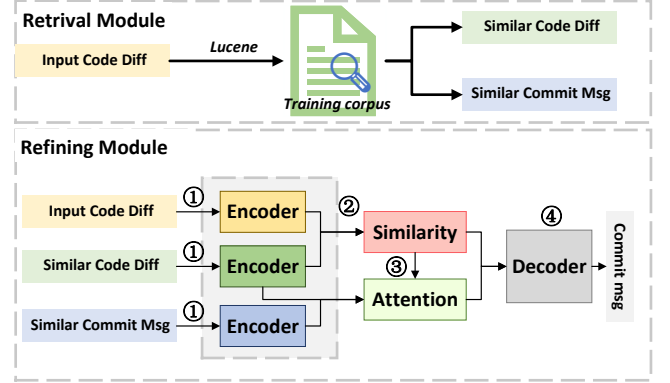 Retrival Module
Input Code Diff
Lucene
Training corpus
Similar Code Diff
Similar Commit Msg
Refining Module
Input Code Diff
①
Encoder
②
Similarity
④
Similar Code Diff
①
Encoder
③
Decoder
Commit msg
Attention
Similar Commit Msg
①
Encoder